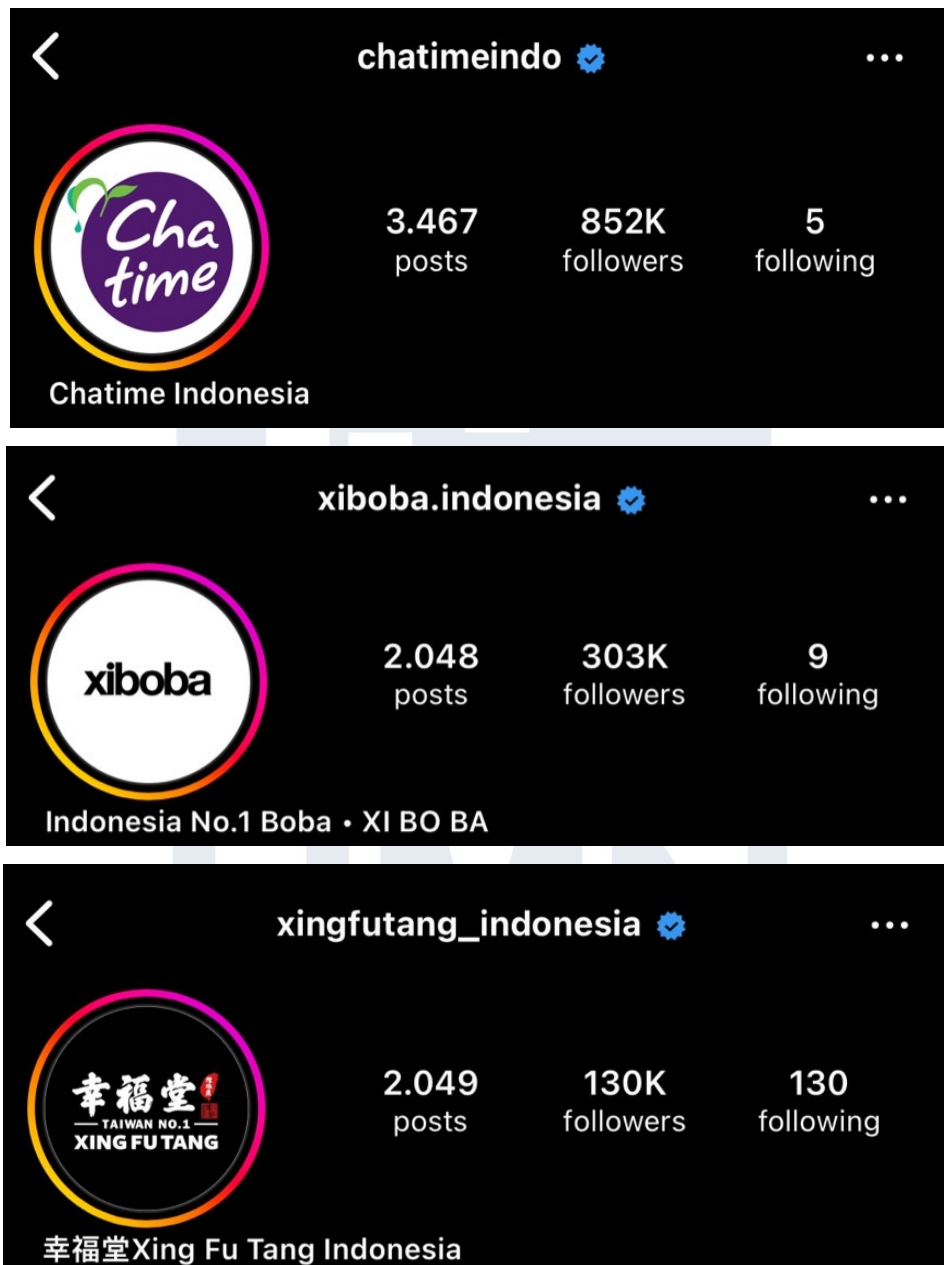 chatimeindo
Cha
time
3.467 852K 5
posts followers following
Chatime Indonesia
xiboba.indonesia
xiboba
2.048 303K 9
posts followers following
Indonesia No.1 Boba • XI BO BA
xingfutang_indonesia
幸福堂
TAIWAN NO.1
XING FU TANG
2.049 130K 130
posts followers following
幸福堂Xing Fu Tang Indonesia